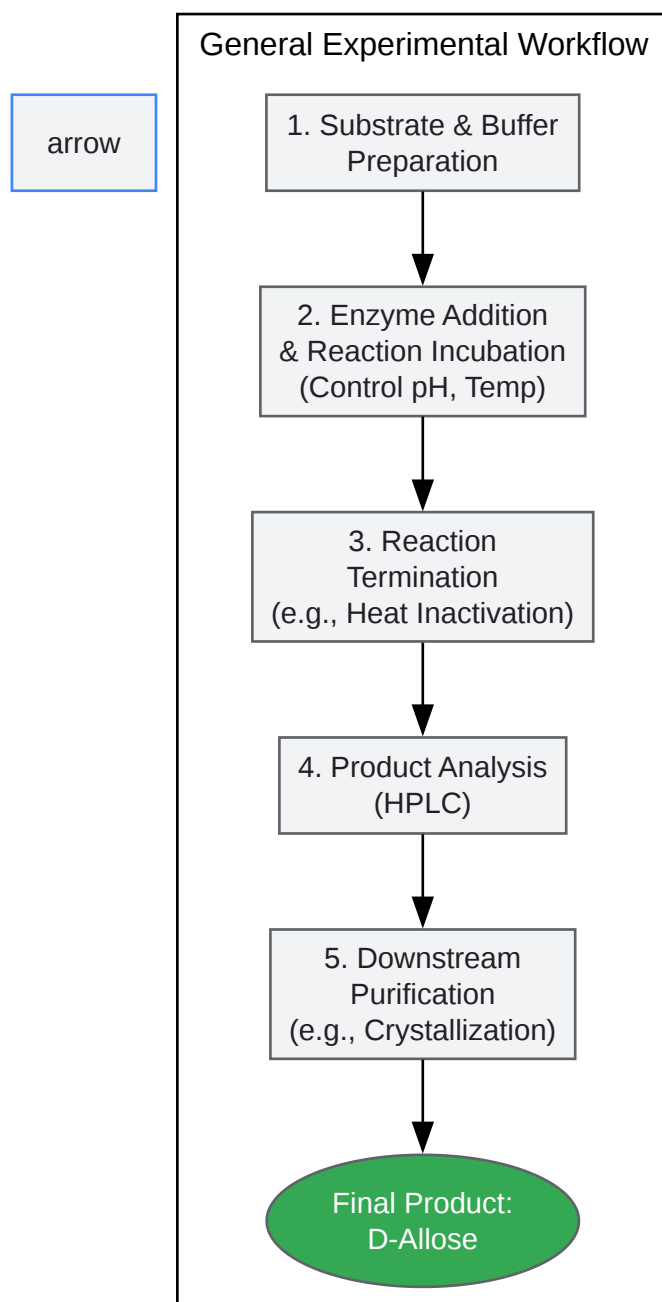 General Experimental Workflow
arrow
1. Substrate & Buffer
Preparation
2. Enzyme Addition
& Reaction Incubation
(Control pH, Temp)
3. Reaction
Termination
(e.g., Heat Inactivation)
4. Product Analysis
(HPLC)
5. Downstream
Purification
(e.g., Crystallization)
Final Product:
D-Allose